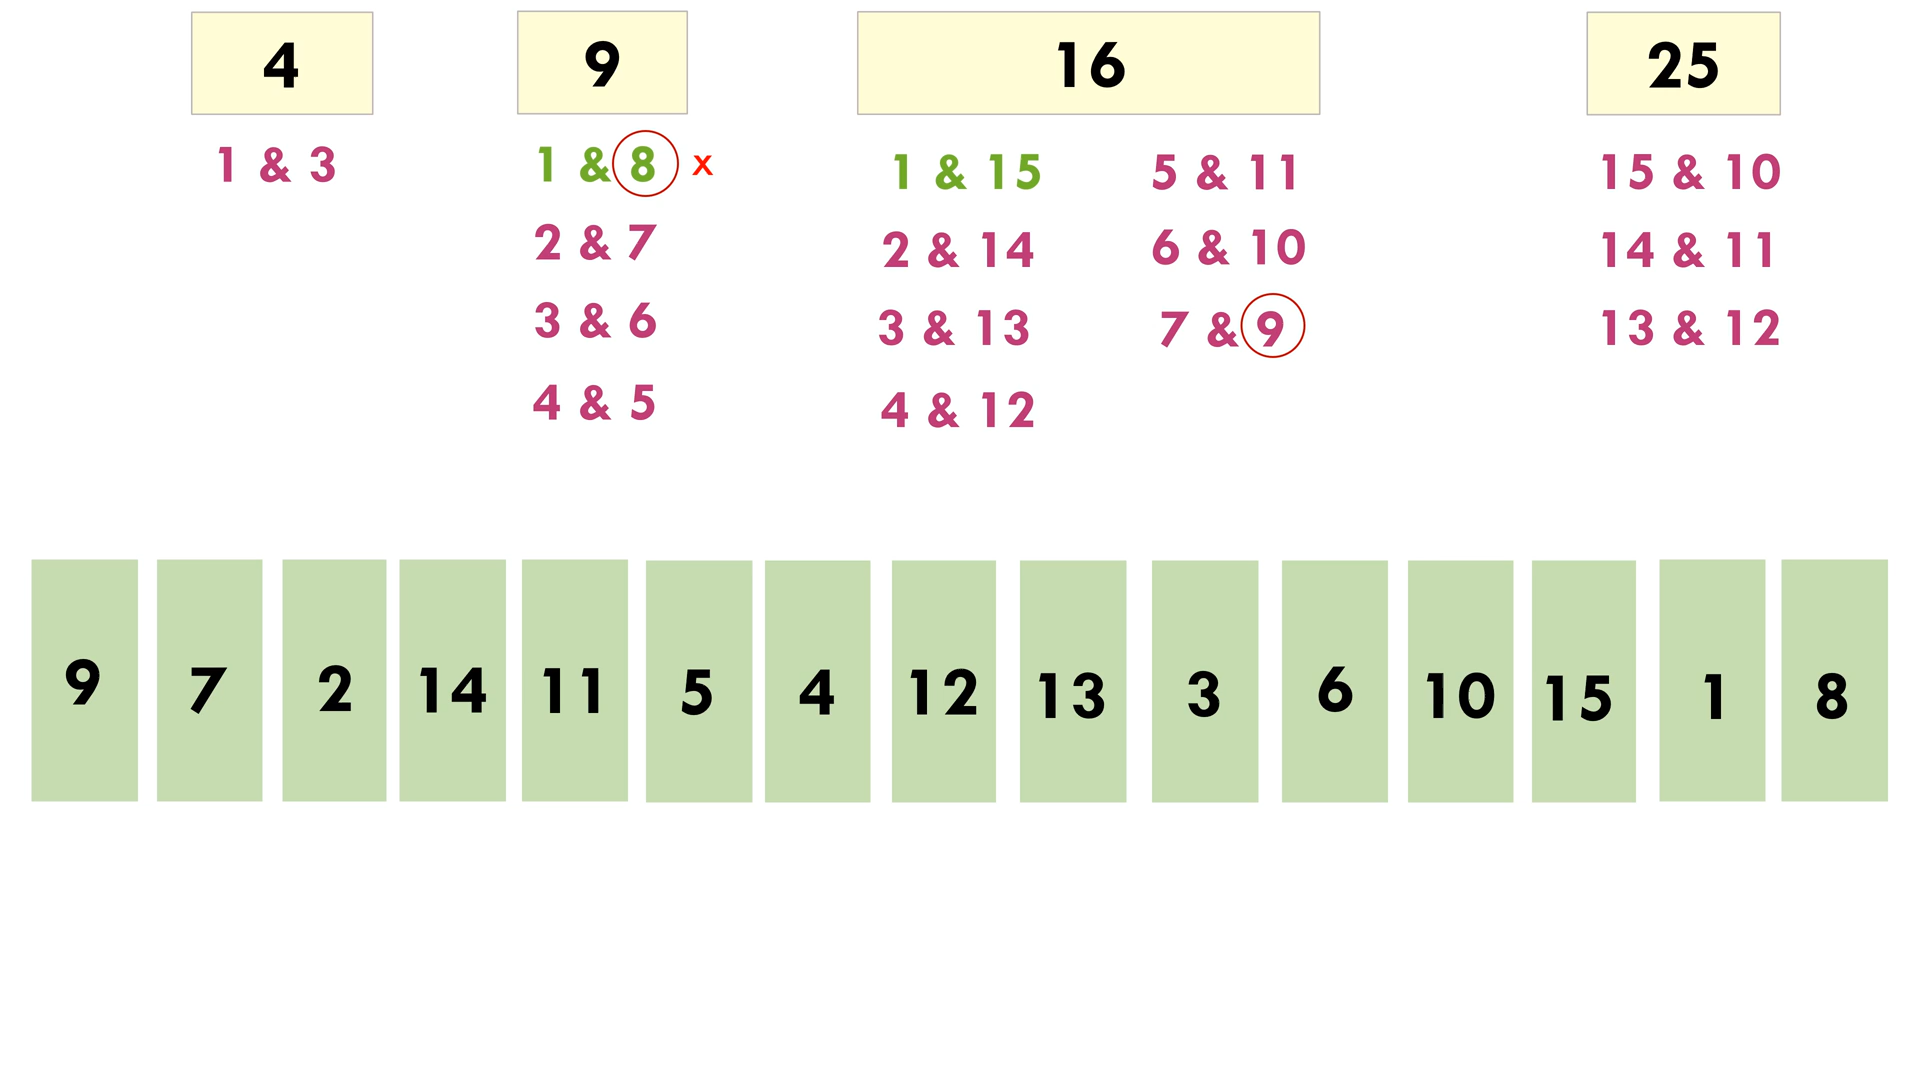 4
1 & 3
9
1 & 8 x
2 & 7
3 & 6
4 & 5
16
1 & 15
2 & 14
3 & 13
4 & 12
5 & 11
6 & 10
7 & 9
25
15 & 10
14 & 11
13 & 12
9 7 2 14 11 5 4 12 13 3 6 10 15 1 8